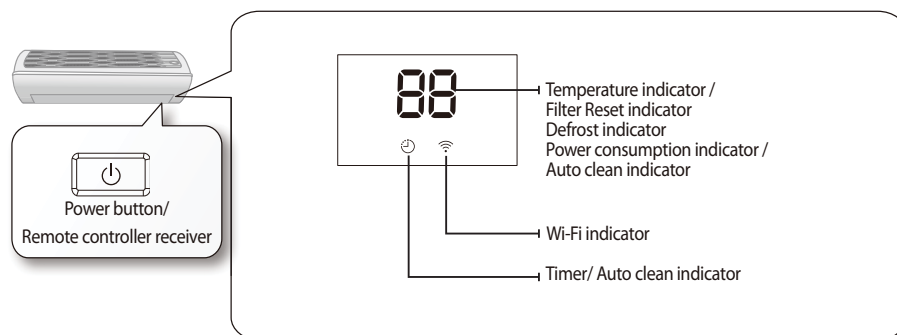 88
Temperature indicator /
Filter Reset indicator
Defrost indicator
Power consumption indicator /
Auto clean indicator
Power button/
Remote controller receiver
Wi-Fi indicator
Timer/ Auto clean indicator